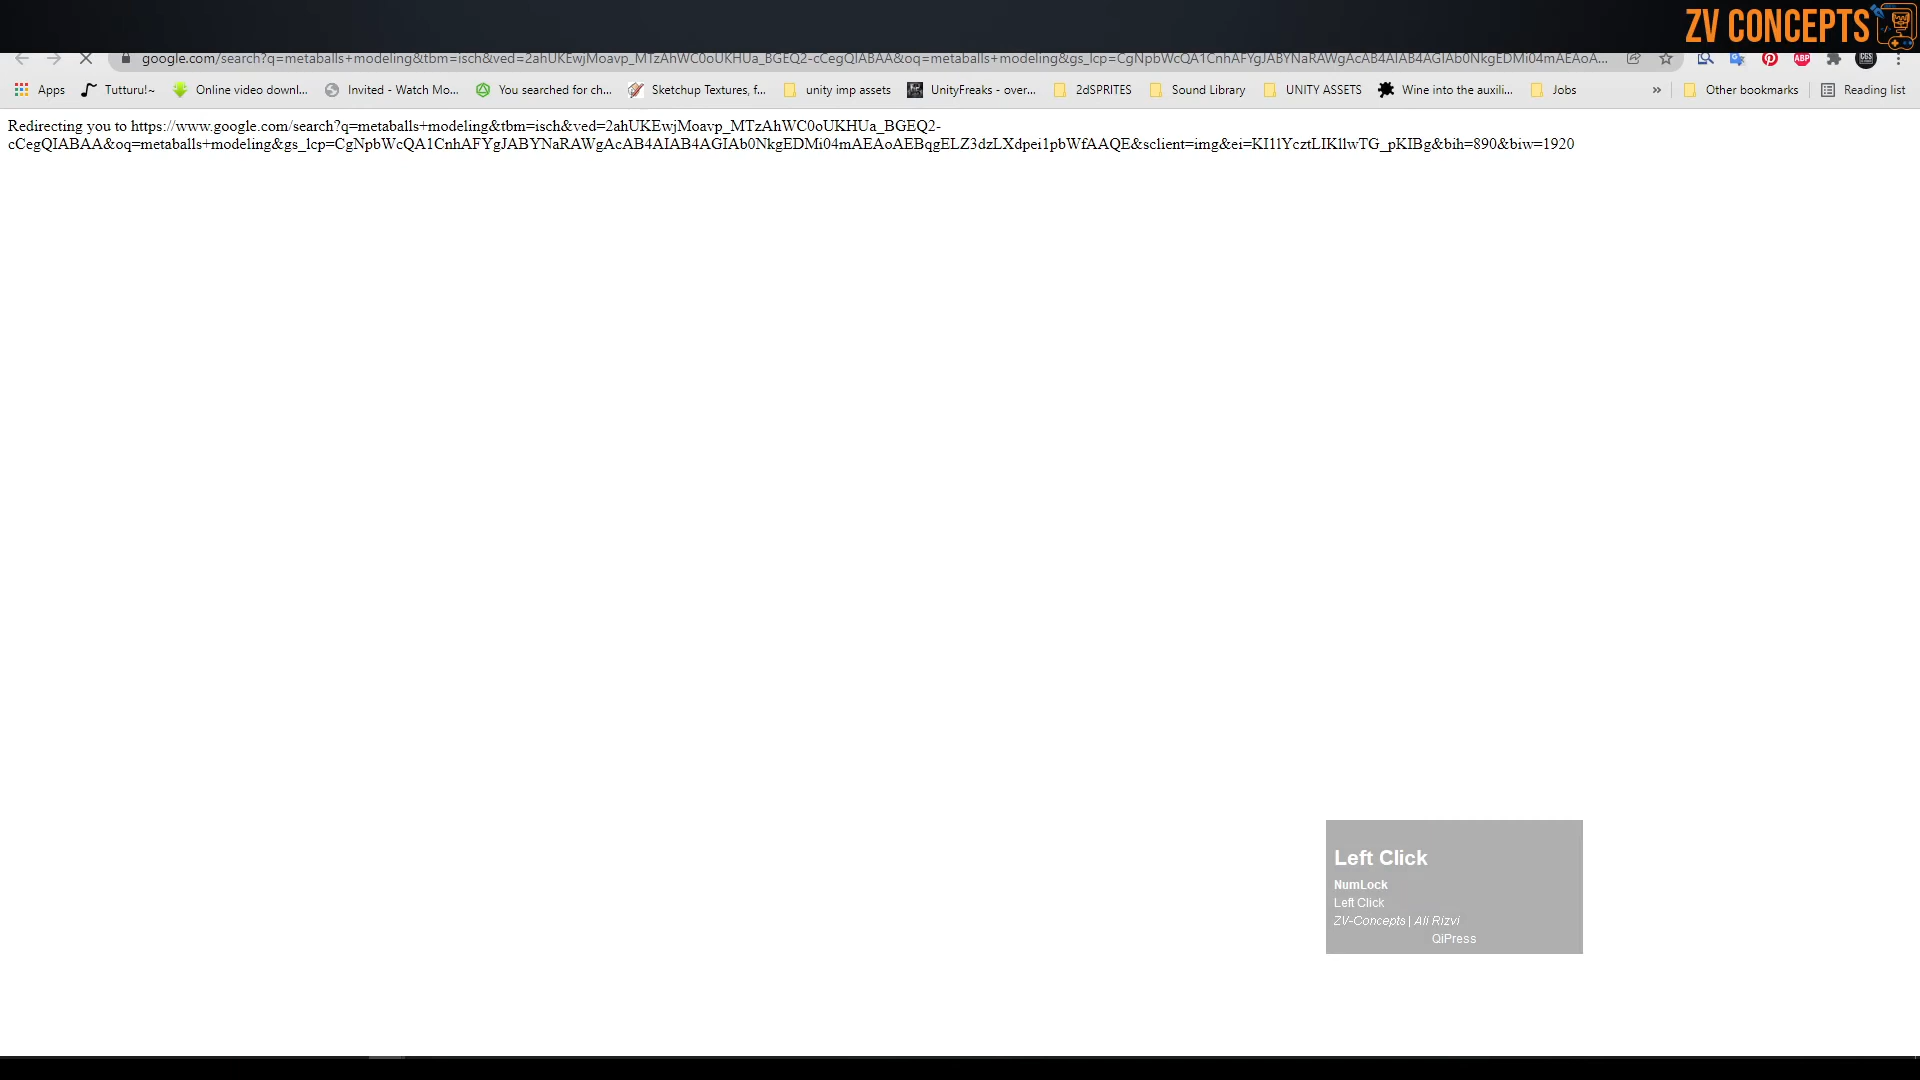 ZV CONCEPTS
google.com/search?q=metaballs+modeling&tbm=isch&ved=2ahUKEwjMoavp_MTzAhWC0oUKHUa_BGEQ2-cCegQIABAA&oq=metaballs+modeling&gs_lcp=CgNpbWcQA1CnhAFYgJABYNaRAWgAcAB4AIAB4AGIAb0NkgEDMi04mAEAoA...
Apps Tutturu!~ Online video downl... Invited - Watch Mo... You searched for ch... Sketchup Textures, f... unity imp assets UnityFreaks - over... 2dSPRITES Sound Library UNITY ASSETS Wine into the auxili... Jobs » Other bookmarks Reading list
Redirecting you to https://www.google.com/search?q=metaballs+modeling&tbm=isch&ved=2ahUKEwjMoavp_MTzAhWC0oUKHUa_BGEQ2-
cCegQIABAA&oq=metaballs+modeling&gs_lcp=CgNpbWcQA1CnhAFYgJABYNaRAWgAcAB4AIAB4AGIAb0NkgEDMi04mAEAoAEBqgELZ3dzLXdpei1pbWfAAQE&sclient=img&ei=KI1lYcztLIKllwTG_pKIBg&bih=890&biw=1920
Left Click
NumLock
Left Click
ZV-Concepts | Ali Rizvi
QiPress